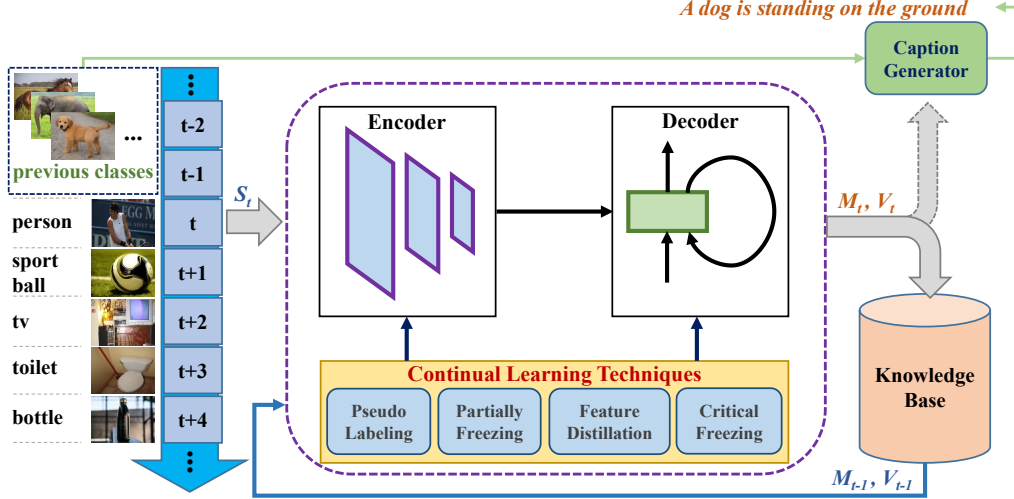 A dog is standing on the ground
Caption
Generator
...
t-2
Encoder
Decoder
...
previous classes
t-1
S_t
M_t, V_t
person
t
sport
ball
t+1
tv
t+2
toilet
t+3
Continual Learning Techniques
Knowledge
Base
bottle
t+4
Pseudo
Labeling
Partially
Freezing
Feature
Distillation
Critical
Freezing
...
M_{t-1}, V_{t-1}